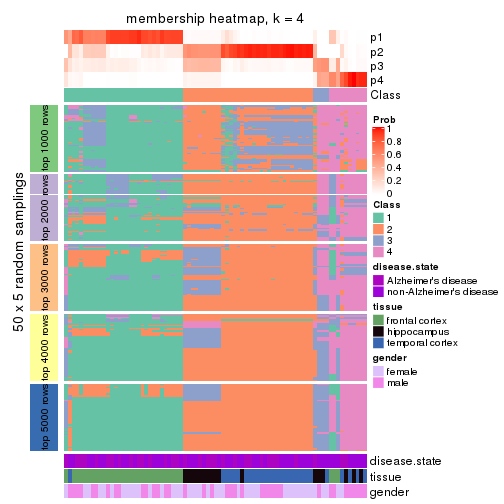 membership heatmap, k = 4
p1
p2
p3
p4
Class
50 x 5 random samplings
top 1000 rows
top 2000 rows
top 3000 rows
top 4000 rows
top 5000 rows
disease.state
tissue
gender
Prob
1
0.8
0.6
0.4
0.2
0
Class
1
2
3
4
disease.state
Alzheimer's disease
non-Alzheimer's disease
tissue
frontal cortex
hippocampus
temporal cortex
gender
female
male